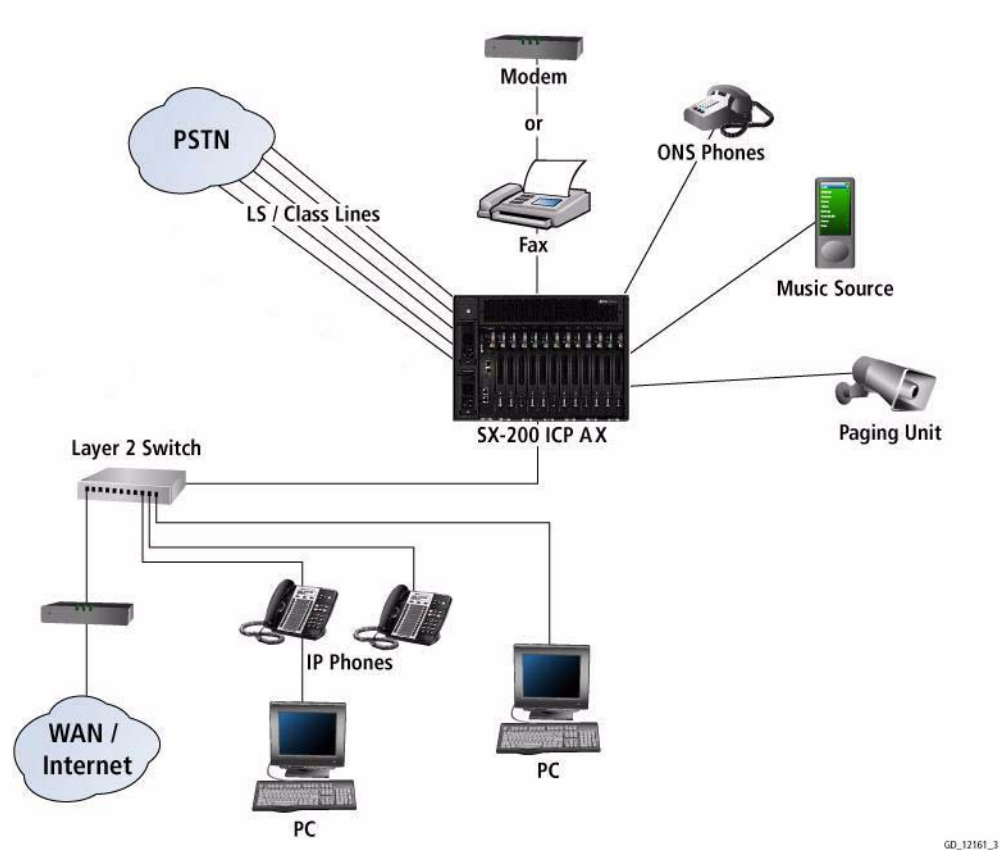 Modem
or
PSTN
ONS Phones
LS / Class Lines
Fax
Music Source
SX-200 ICP AX
Paging Unit
Layer 2 Switch
IP Phones
WAN /
Internet
PC
PC
GD_12161_3